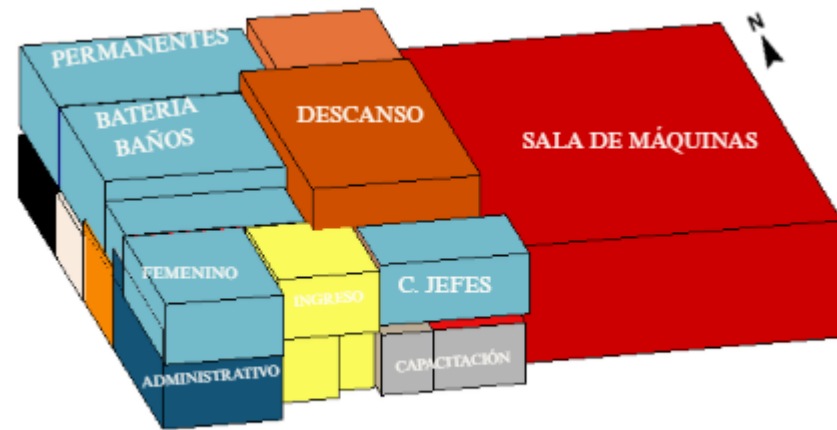 N
PERMANENTES
BATERIA
BAÑOS
DESCANSO
SALA DE MÁQUINAS
FEMENINO
INGRESO
C. JEFES
ADMINISTRATIVO
CAPACITACIÓN